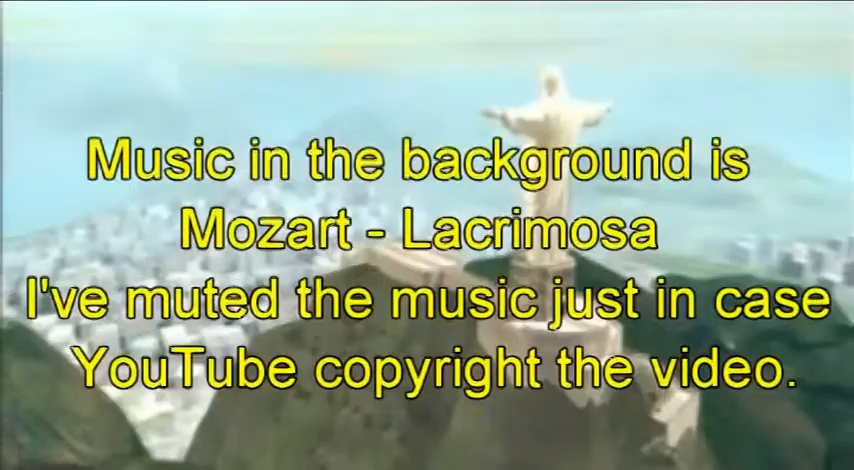 Music in the background is
Mozart - Lacrimosa
I've muted the music just in case
YouTube copyright the video.